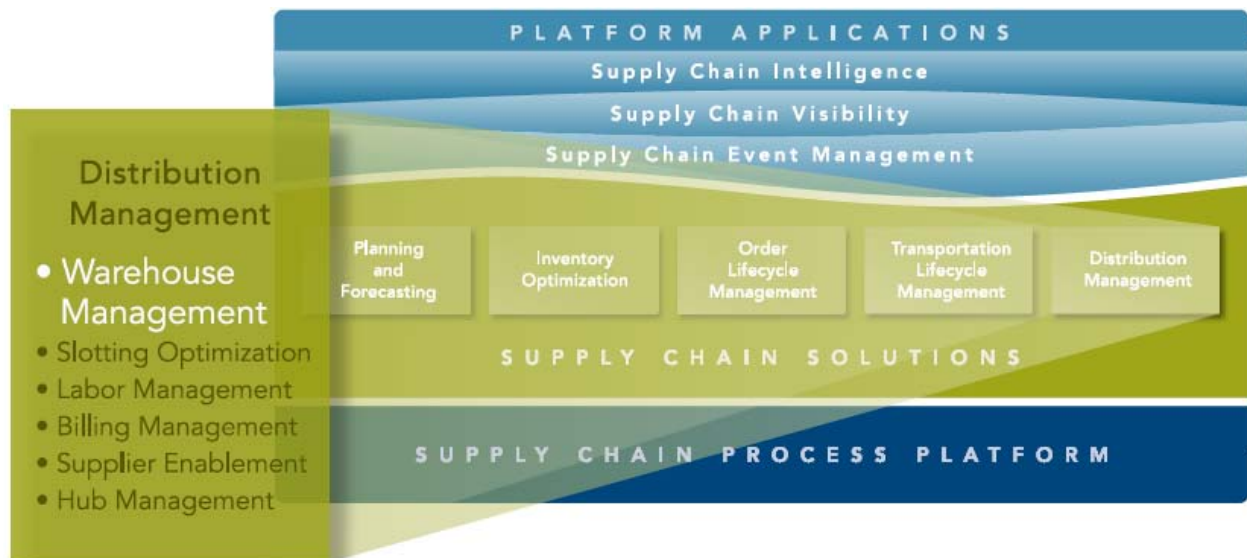 PLATFORM APPLICATIONS
Supply Chain Intelligence
Supply Chain Visibility
Supply Chain Event Management
Distribution
Management
• Warehouse
Management
• Slotting Optimization
• Labor Management
• Billing Management
• Supplier Enablement
• Hub Management
Planning
and
Forecasting
Inventory
Optimization
Order
Lifecycle
Management
Transportation
Lifecycle
Management
Distribution
Management
SUPPLY CHAIN SOLUTIONS
SUPPLY CHAIN PROCESS PLATFORM